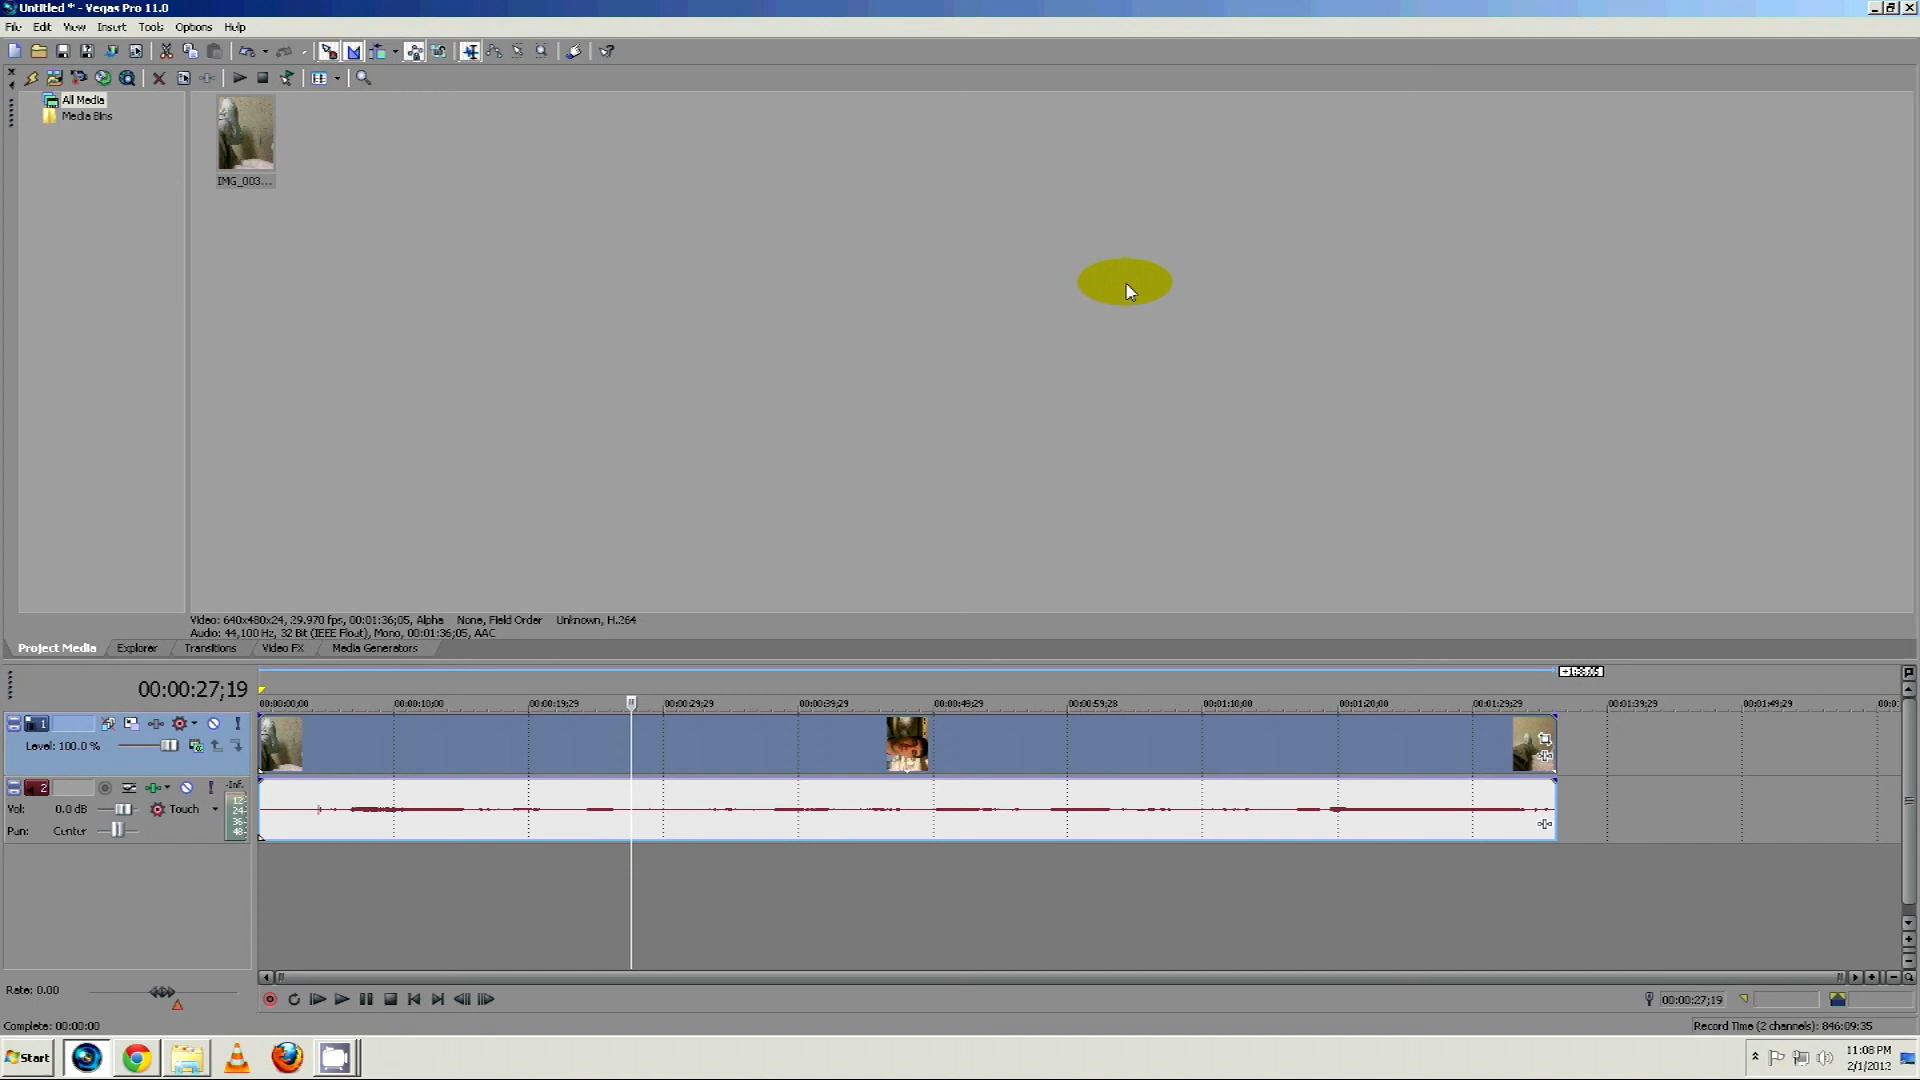 Untitled * - Vegas Pro 11.0
File Edit View Insert Tools Options Help
All Media
Media Bins
IMG_003...
Video: 640x480x24, 29.970 fps, 00:01:36;05, Alpha None, Field Order Unknown, H.264
Audio: 44,100 Hz, 32 Bit (IEEE Float), Mono, 00:01:36;05, AAC
Project Media Explorer Transitions Video FX Media Generators
00:00:27;19
00:00:00;00 00:00:10;00 00:00:19;29 00:00:29;29 00:00:39;29 00:00:49;29 00:00:59;28 00:01:10;00 00:01:20;00 00:01:29;29 00:01:39;29 00:01:49;29 00:0
1
Level: 100.0 %
2 -Inf.
Vol: 0.0 dB Touch
Pan: Center
12
24
36
48
Rate: 0.00
00:00:27;19
Complete: 00:00:00
Record Time (2 channels): 846:09:35
Start
11:08 PM
2/1/2012